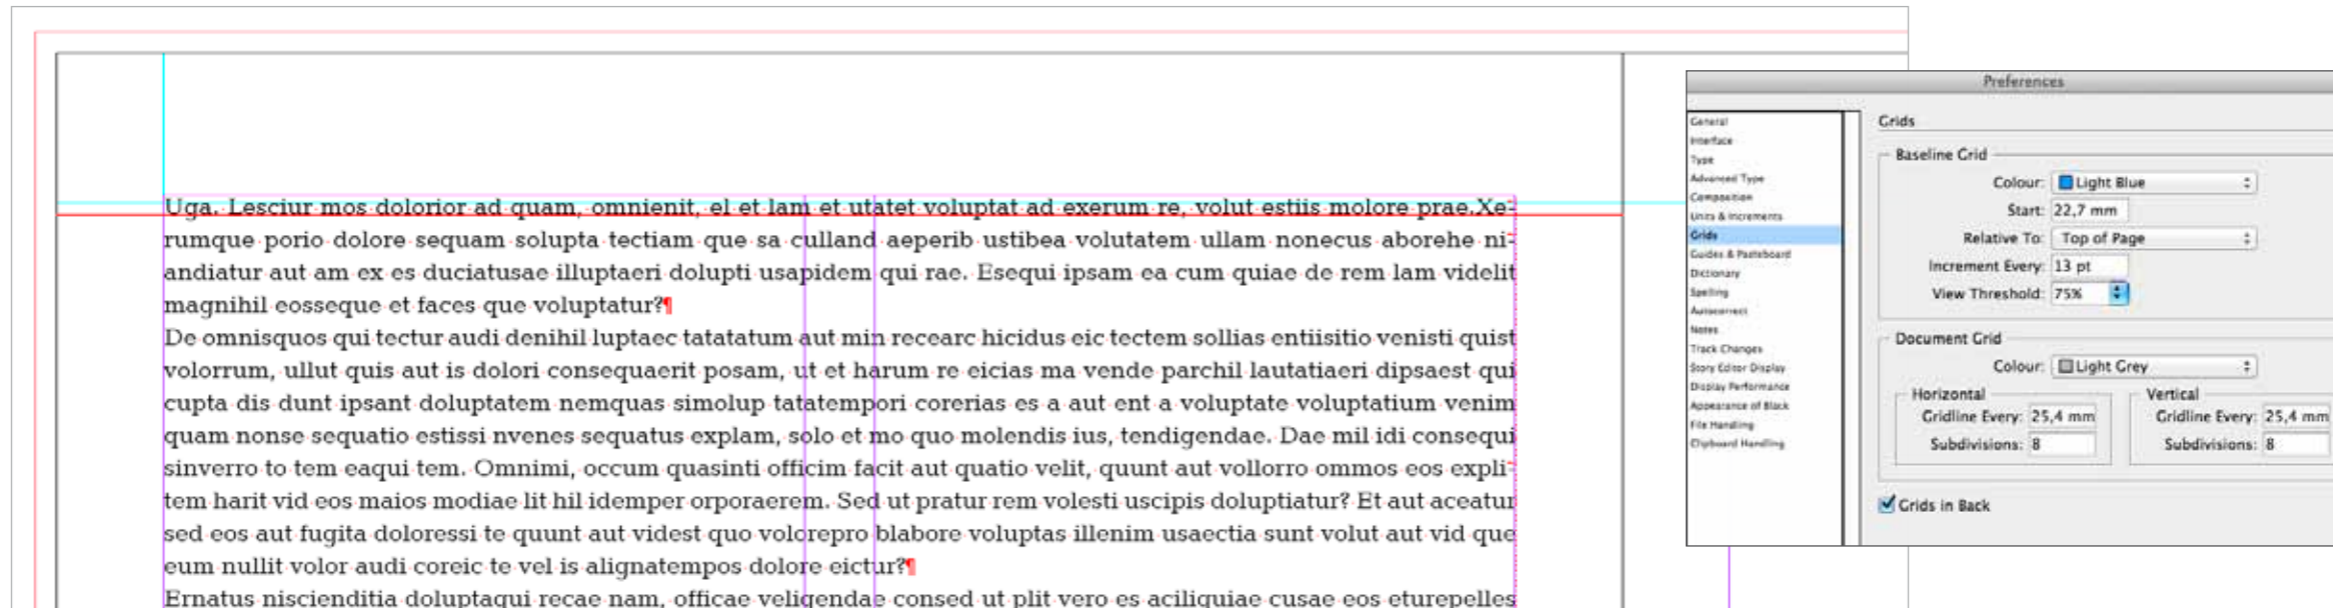 Uga. Lesciur mos dolorior ad quam, omnienit, el et lam et utatet voluptat ad exerum re, volut estiis molore prae.Xe-
rumque porio dolore sequam solupta tectiam que sa culland aeperib ustibea volutatem ullam nonecus aborehe ni-
andiatur aut am ex es duciatusae illuptaeri dolupti usapidem qui rae. Esequi ipsam ea cum quiae de rem lam videlit
magnihil eosseque et faces que voluptatur?¶
De omnisquos qui tectur audi denihil luptaec tatatatum aut min recearc hicidus eic tectem sollias entiisitio venisti quist
volorrum, ullut quis aut is dolori consequaerit posam, ut et harum re eicias ma vende parchil lautatiaeri dipsaest qui
cupta dis dunt ipsant doluptatem nemquas simolup tatatempori corerias es a aut ent a voluptate voluptatium venim
quam nonse sequatio estissi nvenes sequatus explam, solo et mo quo molendis ius, tendigendae. Dae mil idi consequi
sinverro to tem eaqui tem. Omnimi, occum quasinti officim facit aut quatio velit, quunt aut vollorro ommos eos expli-
tem harit vid eos maios modiae lit hil idemper orporaerem. Sed ut pratur rem volesti uscipis doluptiatur? Et aut aceatur
sed eos aut fugita doloressi te quunt aut videst quo volorepro blabore voluptas illenim usaectia sunt volut aut vid que
eum nullit volor audi coreic te vel is alignatempos dolore eictur?¶
Ernatus niscienditia doluptaqui recae nam, officae veligendae consed ut plit vero es aciliquiae cusae eos eturepelles
Preferences
General
Interface
Type
Advanced Type
Composition
Units & Increments
Grids
Guides & Pasteboard
Dictionary
Spelling
Autocorrect
Notes
Track Changes
Story Editor Display
Display Performance
Appearance of Black
File Handling
Clipboard Handling
Grids
Baseline Grid
Colour: Light Blue
Start: 22,7 mm
Relative To: Top of Page
Increment Every: 13 pt
View Threshold: 75%
Document Grid
Colour: Light Grey
Horizontal
Gridline Every: 25,4 mm
Subdivisions: 8
Vertical
Gridline Every: 25,4 mm
Subdivisions: 8
Grids in Back